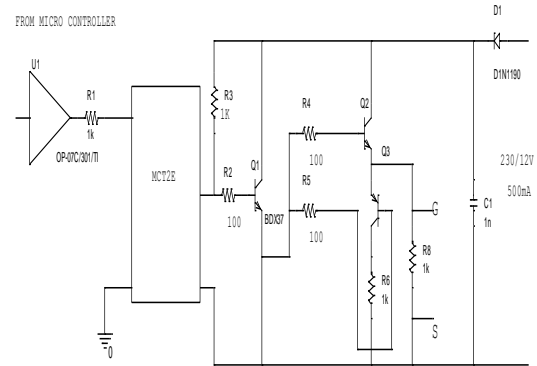 FROM MICRO CONTROLLER
D1
D1N1190
U1
OP-07C/301/TI
R1
1k
MCT2E
R3
1K
R2
100
Q1
BDX37
R4
100
R5
100
Q2
Q3
R6
1k
G
R8
1k
S
C1
1n
230/12V
500mA
0